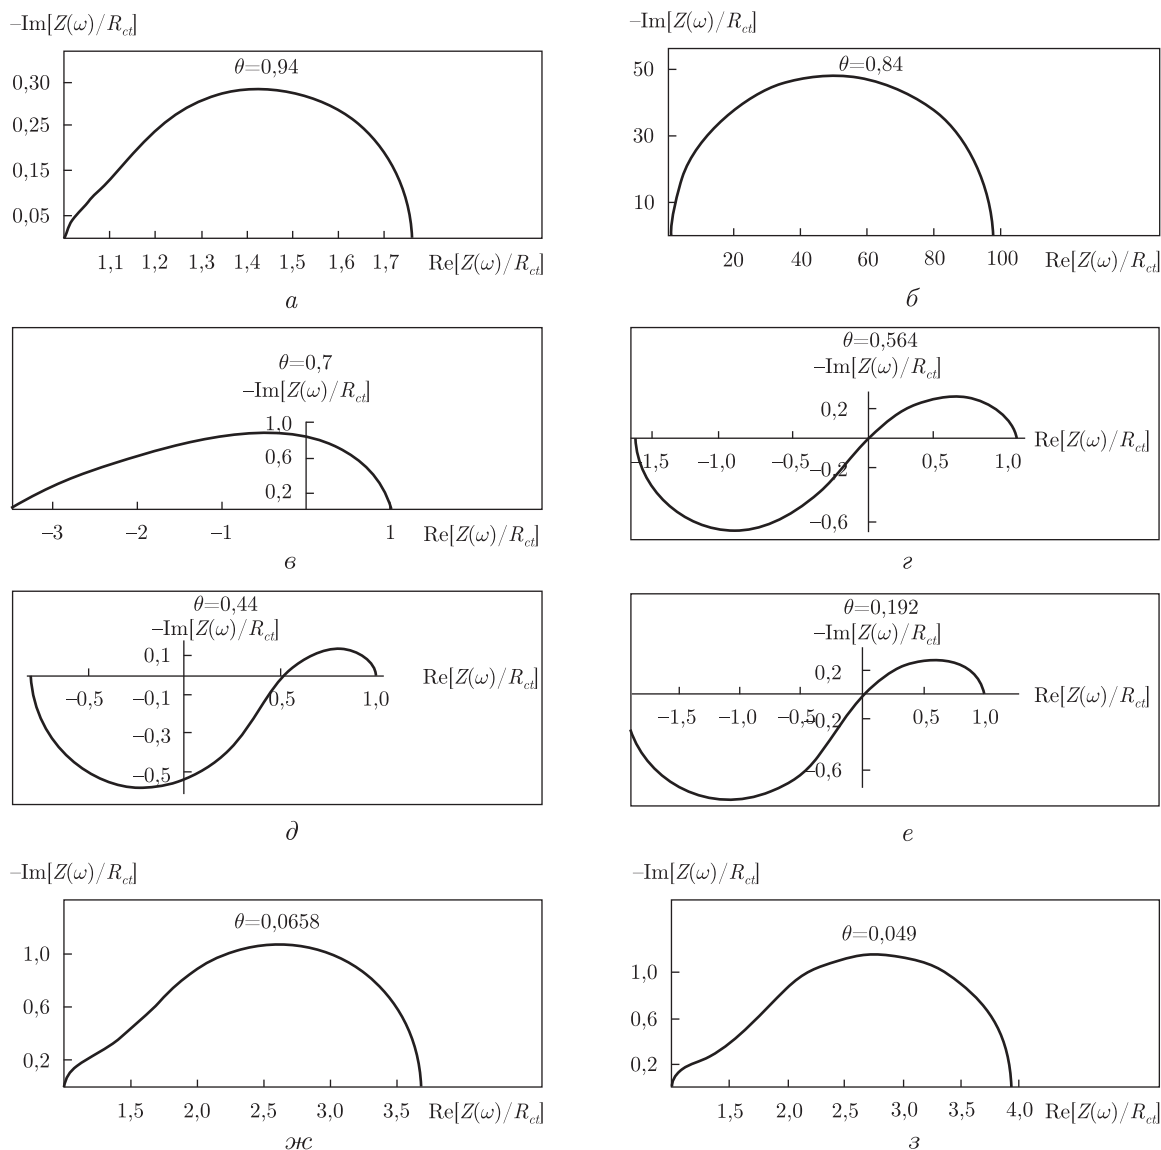 –Im[Z(ω)/R_ct]
θ=0,94
0,30
0,25
0,15
0,05
1,1 1,2 1,3 1,4 1,5 1,6 1,7 Re[Z(ω)/R_ct]
а
–Im[Z(ω)/R_ct]
θ=0,84
50
30
10
20 40 60 80 100 Re[Z(ω)/R_ct]
б
θ=0,7
–Im[Z(ω)/R_ct]
1,0
0,6
0,2
–3 –2 –1 1 Re[Z(ω)/R_ct]
в
θ=0,564
–Im[Z(ω)/R_ct]
0,2
Re[Z(ω)/R_ct]
–1,5 –1,0 –0,5 0,5 1,0
–0,2
–0,6
г
θ=0,44
–Im[Z(ω)/R_ct]
0,1
Re[Z(ω)/R_ct]
–0,5 –0,1 0,5 1,0
–0,3
–0,5
д
θ=0,192
–Im[Z(ω)/R_ct]
0,2
Re[Z(ω)/R_ct]
–1,5 –1,0 –0,5 0,5 1,0
–0,2
–0,6
е
–Im[Z(ω)/R_ct]
θ=0,0658
1,0
0,6
0,2
1,5 2,0 2,5 3,0 3,5 Re[Z(ω)/R_ct]
ж
–Im[Z(ω)/R_ct]
θ=0,049
1,0
0,6
0,2
1,5 2,0 2,5 3,0 3,5 4,0 Re[Z(ω)/R_ct]
з